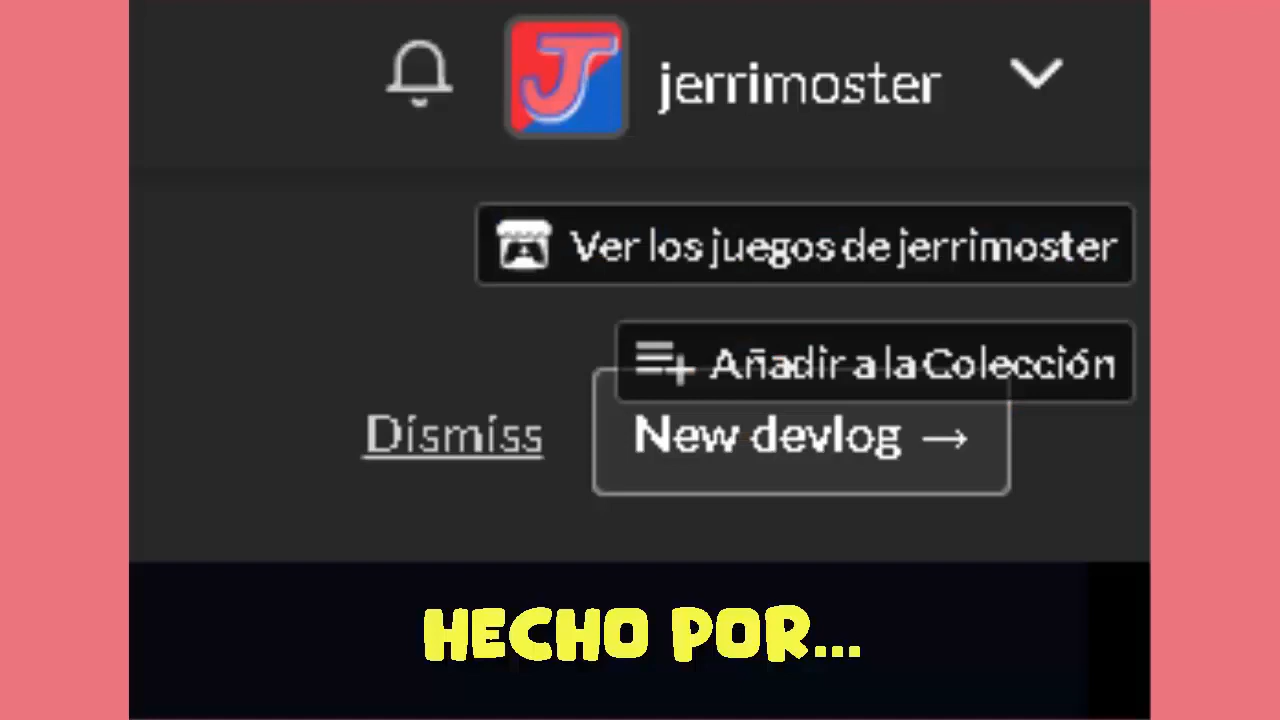 J
jerrimoster
Ver los juegos de jerrimoster
Añadir a la Colección
Dismiss
New devlog →
HECHO POR...